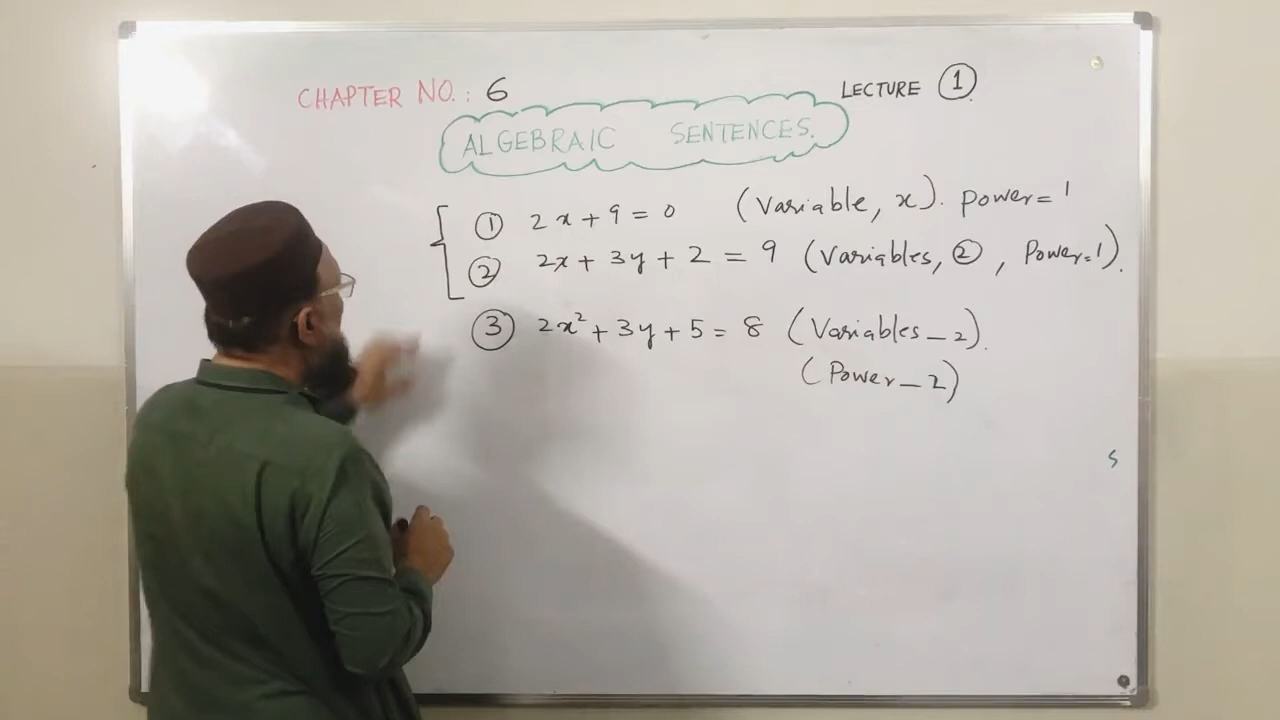 CHAPTER NO.: 6
LECTURE ①
ALGEBRAIC SENTENCES.
① 2x + 9 = 0 (Variable, x). Power = 1
② 2x + 3y + 2 = 9 (Variables, ②, Power = 1).
③ 2x² + 3y + 5 = 8 (Variables _ 2).
(Power _ 2)
s